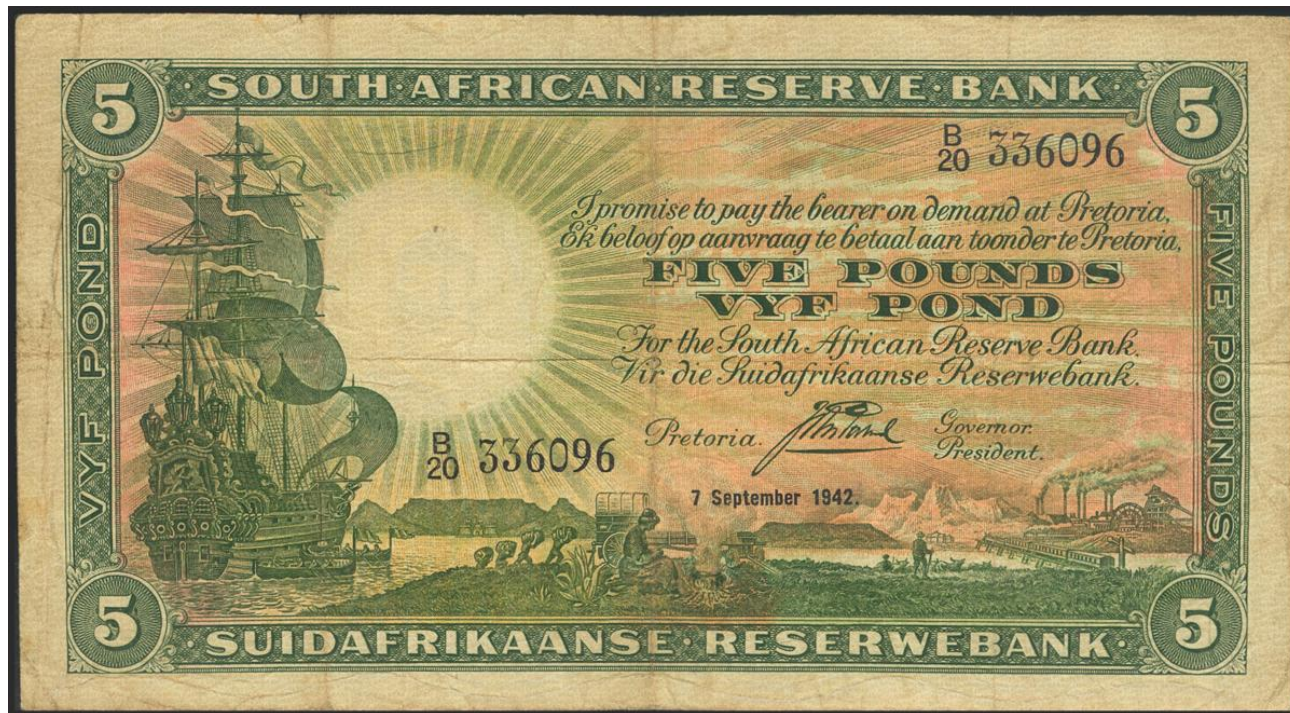 5
SOUTH·AFRICAN·RESERVE·BANK
5
B/20 336096
I promise to pay the bearer on demand at Pretoria,
Ek beloof op aanvraag te betaal aan toonder te Pretoria,
FIVE POUNDS
VYF POND
For the South African Reserve Bank.
Vir die Suidafrikaanse Reserwebank.
Pretoria.
Governor.
President.
B/20 336096
7 September 1942.
VYF POND
FIVE POUNDS
5
SUIDAFRIKAANSE·RESERWEBANK
5